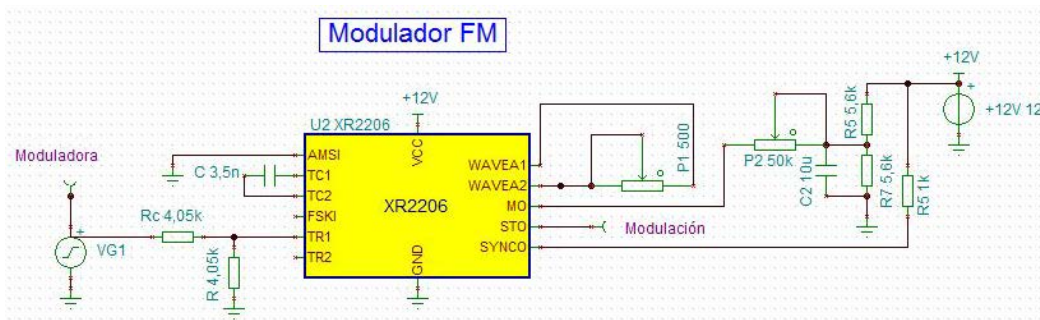 Modulador FM
+12V
+12V
U2 XR2206
R5 5,6k
+12V 12
Moduladora
AMSI
VCC
WAVEA1
P1 500
P2 50k
C 3,5n
TC1
WAVEA2
C2 10u
R7 5,6k
R5 1k
TC2
XR2206
MO
Rc 4,05k
FSKI
STO
Modulación
TR1
SYNCO
VG1
R 4,05k
TR2
GND